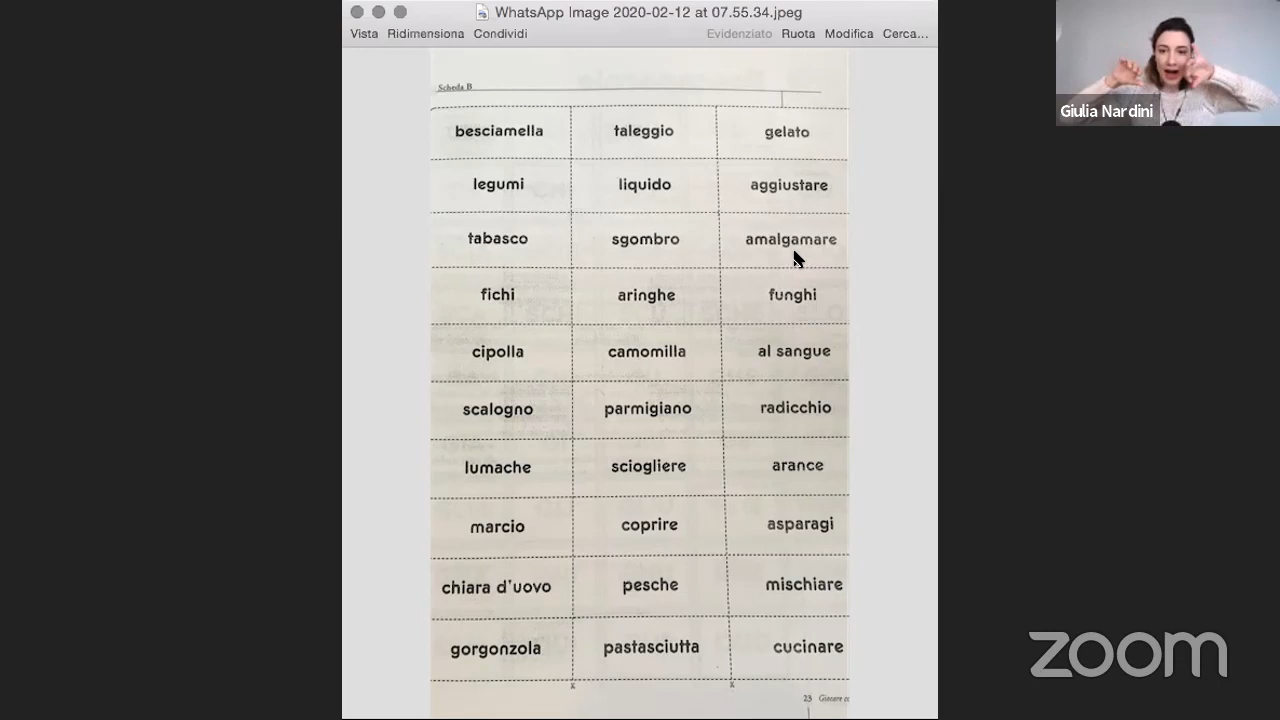 WhatsApp Image 2020-02-12 at 07.55.34.jpeg
Vista Ridimensiona Condividi Evidenziato Ruota Modifica Cerca...
Giulia Nardini
Scheda B
besciamella taleggio gelato
legumi liquido aggiustare
tabasco sgombro amalgamare
fichi aringhe funghi
cipolla camomilla al sangue
scalogno parmigiano radicchio
lumache sciogliere arance
marcio coprire asparagi
chiara d'uovo pesche mischiare
gorgonzola pastasciutta cucinare
23 Giocare
zoom